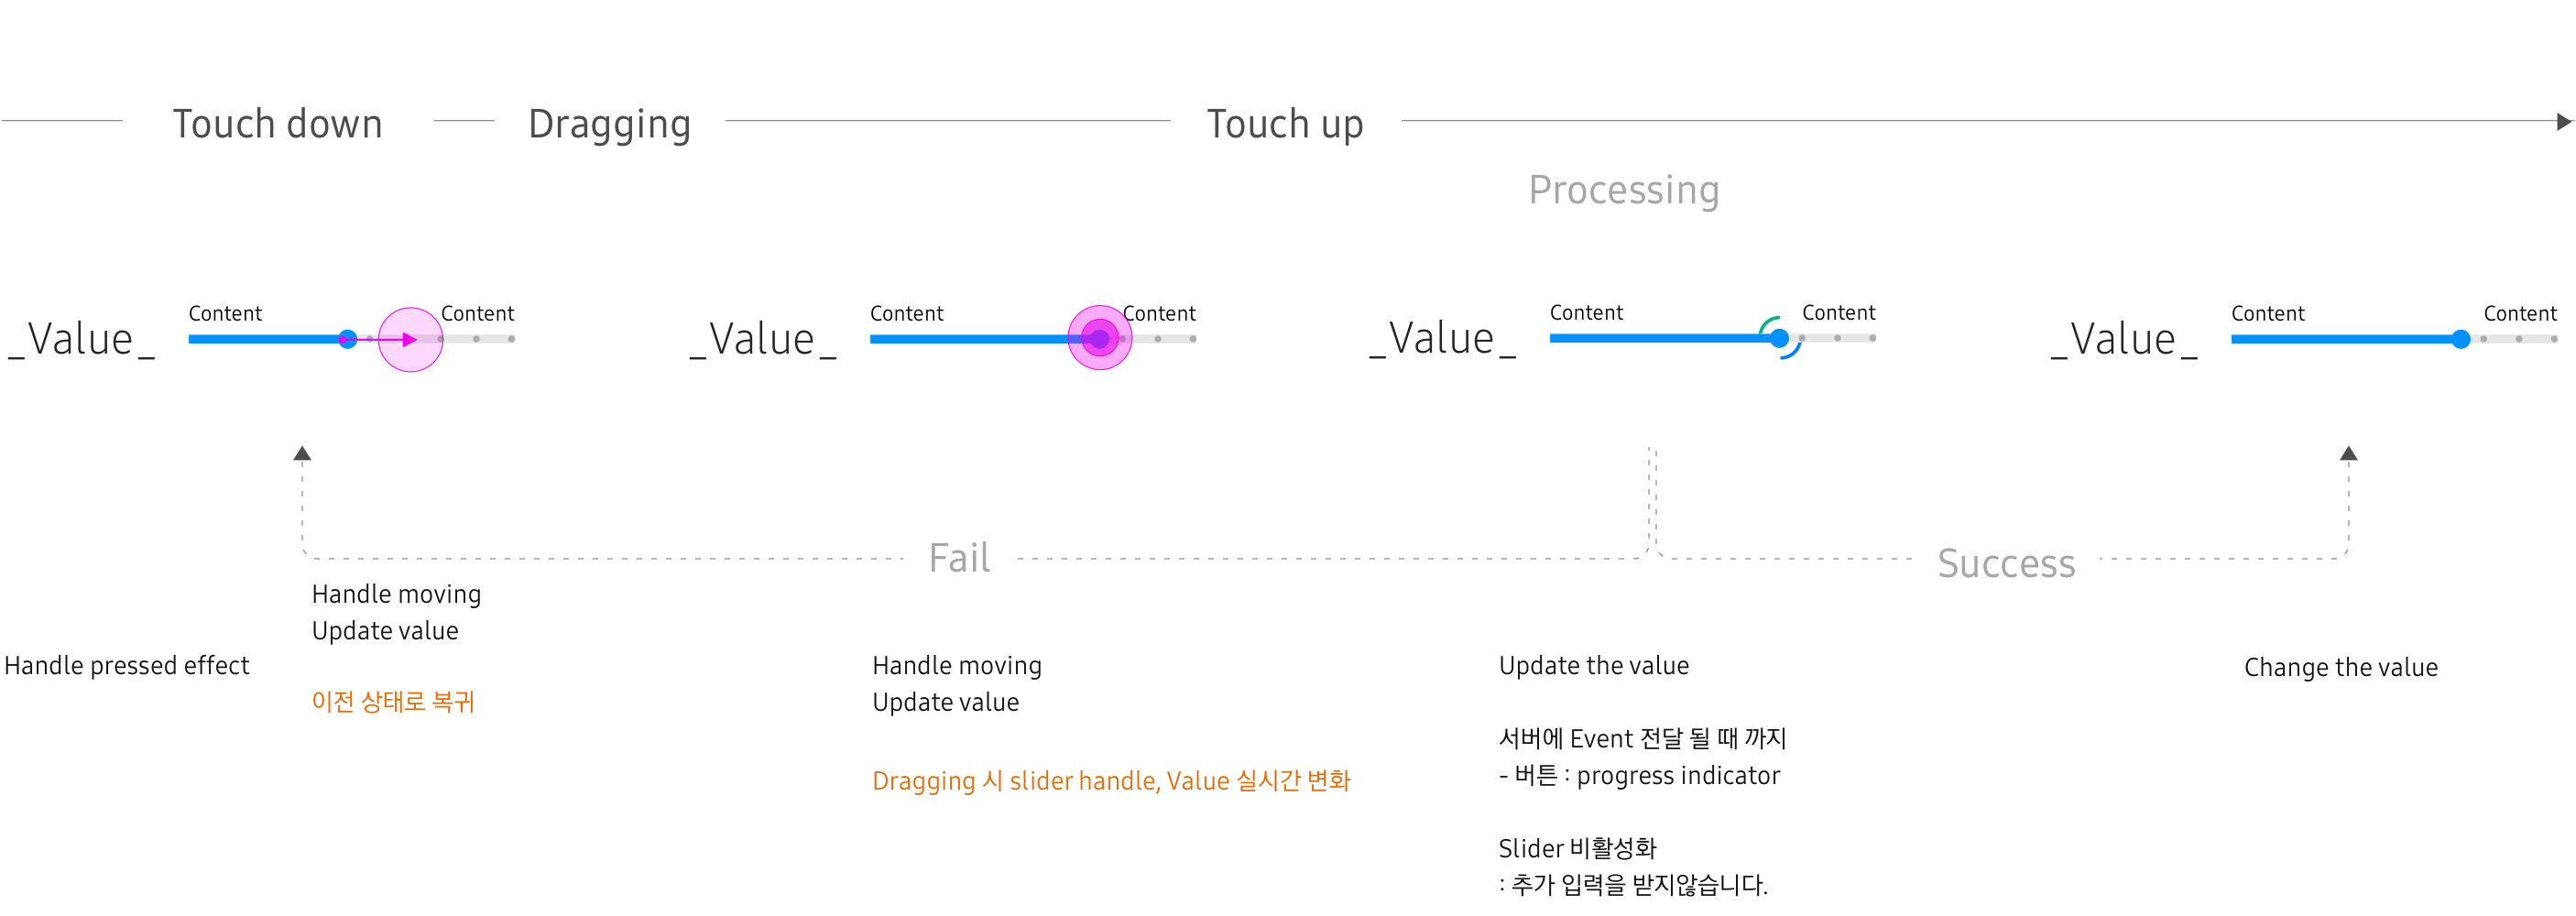 Touch down
Dragging
Touch up
Processing
_Value_
Content
Content
_Value_
Content
Content
_Value_
Content
Content
_Value_
Content
Content
Fail
Success
Handle pressed effect
Handle moving
Update value
이전 상태로 복귀
Handle moving
Update value
Dragging 시 slider handle, Value 실시간 변화
Update the value
서버에 Event 전달 될 때 까지
- 버튼 : progress indicator
Slider 비활성화
: 추가 입력을 받지않습니다.
Change the value